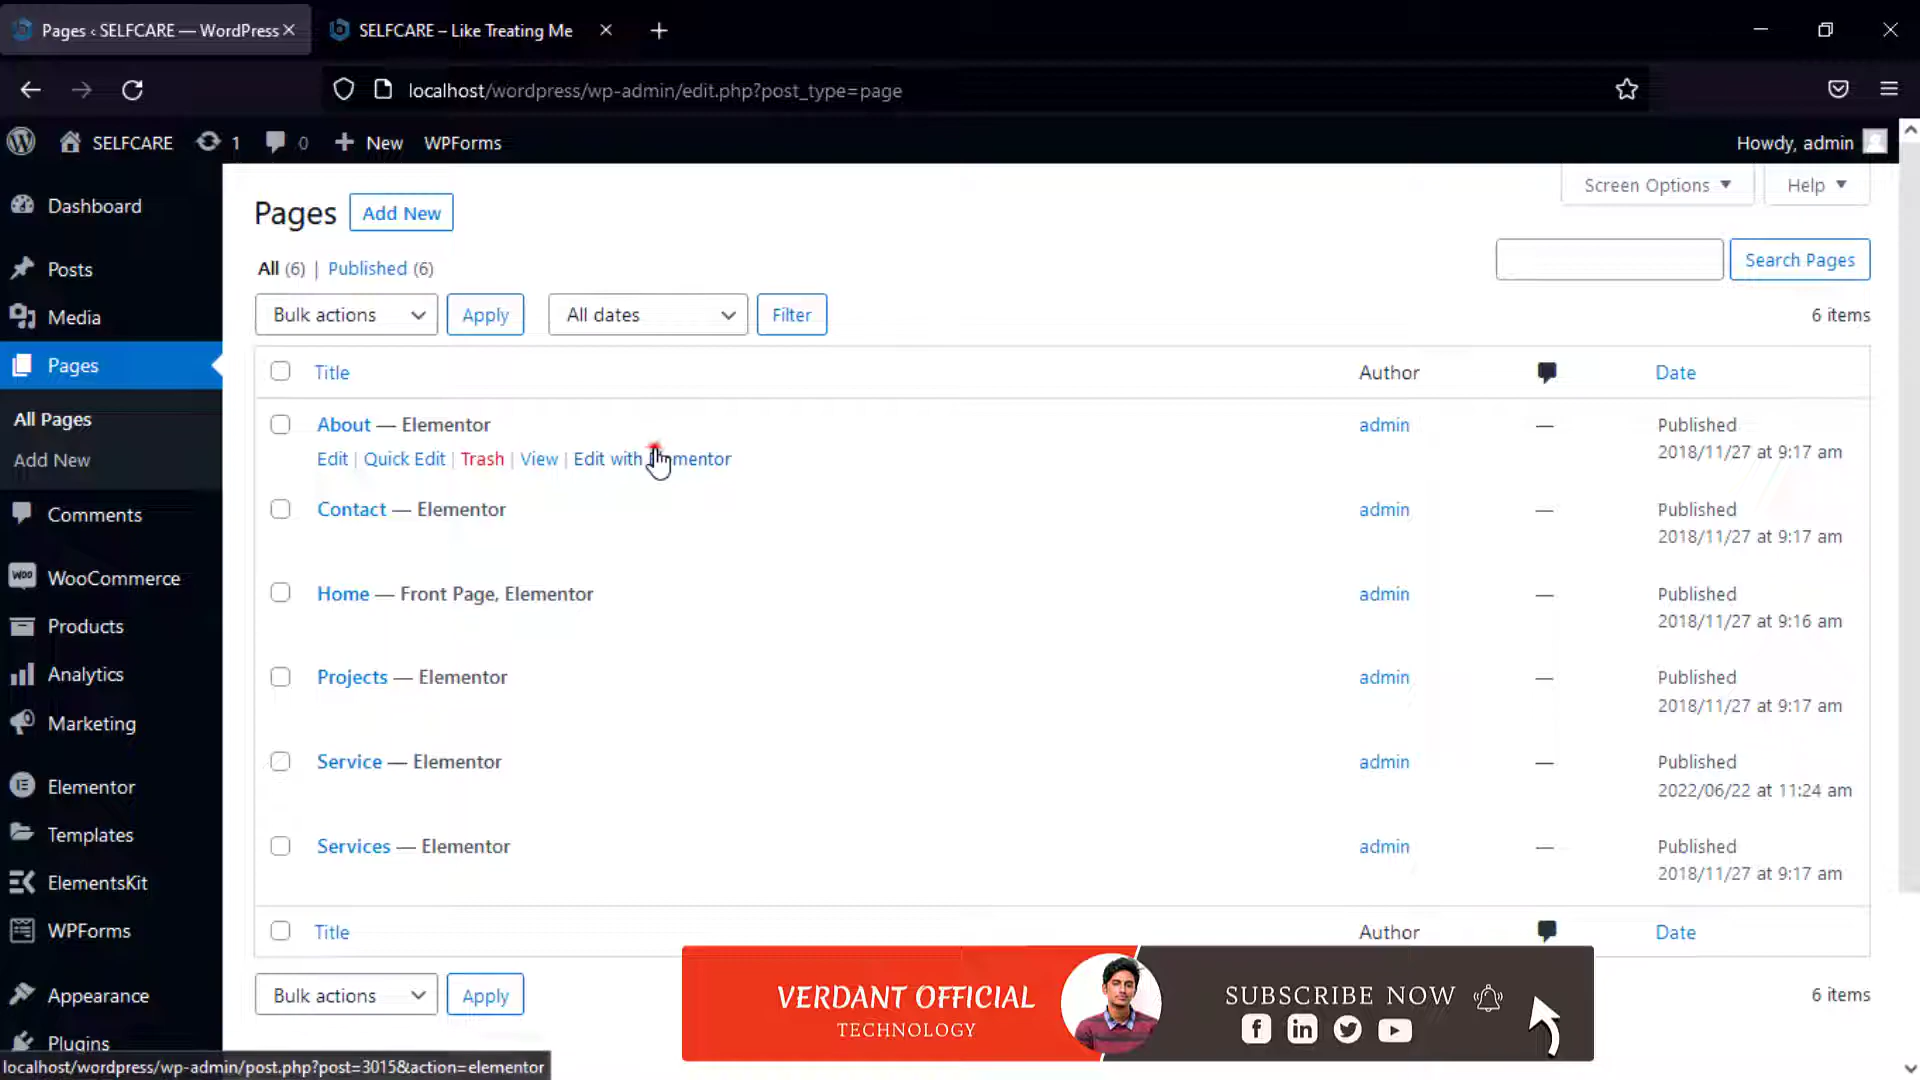 Pages ‹ SELFCARE — WordPress
SELFCARE – Like Treating Me
localhost/wordpress/wp-admin/edit.php?post_type=page
SELFCARE
1
0
New
WPForms
Howdy, admin
Dashboard
Posts
Media
Pages
All Pages
Add New
Comments
WooCommerce
Products
Analytics
Marketing
Elementor
Templates
ElementsKit
WPForms
Appearance
Plugins
Screen Options
Help
Pages
Add New
All (6) | Published (6)
Search Pages
Bulk actions
Apply
All dates
Filter
6 items
Title
Author
Date
About — Elementor
Edit | Quick Edit | Trash | View | Edit with Elementor
admin
—
Published
2018/11/27 at 9:17 am
Contact — Elementor
admin
—
Published
2018/11/27 at 9:17 am
Home — Front Page, Elementor
admin
—
Published
2018/11/27 at 9:16 am
Projects — Elementor
admin
—
Published
2018/11/27 at 9:17 am
Service — Elementor
admin
—
Published
2022/06/22 at 11:24 am
Services — Elementor
admin
—
Published
2018/11/27 at 9:17 am
Title
Author
Date
Bulk actions
Apply
6 items
VERDANT OFFICIAL
TECHNOLOGY
SUBSCRIBE NOW
localhost/wordpress/wp-admin/post.php?post=3015&action=elementor